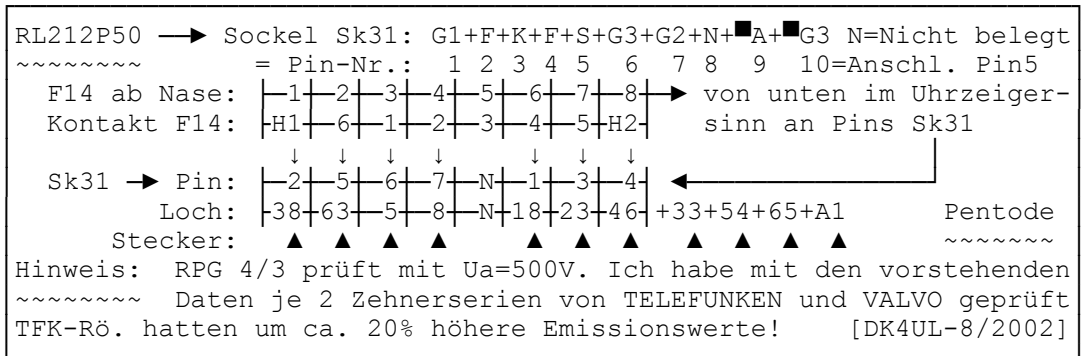 RL212P50 ──► Sockel Sk31: G1+F+K+F+S+G3+G2+N+▀A+▀G3 N=Nicht belegt
~~~~~~~~ = Pin-Nr.: 1 2 3 4 5 6 7 8 9 10=Anschl. Pin5
F14 ab Nase: ├─1┼─2┼─3┼─4┼─5┼─6┼─7┼─8┼─► von unten im Uhrzeiger-
Kontakt F14: ├H1┼─6┼─1┼─2┼─3┼─4┼─5┼H2┤ sinn an Pins Sk31
↓ ↓ ↓ ↓ ↓ ↓ ↓
Sk31 ─► Pin: ├─2┼─5┼─6┼─7┼─N┼─1┼─3┼─4┤ ◄
Loch: ├38┼63┼─5┼─8┼─N┼18┼23┼46┤ +33+54+65+A1 Pentode
Stecker: ▲ ▲ ▲ ▲ ▲ ▲ ▲ ▲ ▲ ▲ ▲ ~~~~~~~
Hinweis: RPG 4/3 prüft mit Ua=500V. Ich habe mit den vorstehenden
~~~~~~~~ Daten je 2 Zehnerserien von TELEFUNKEN und VALVO geprüft
TFK-Rö. hatten um ca. 20% höhere Emissionswerte! [DK4UL-8/2002]